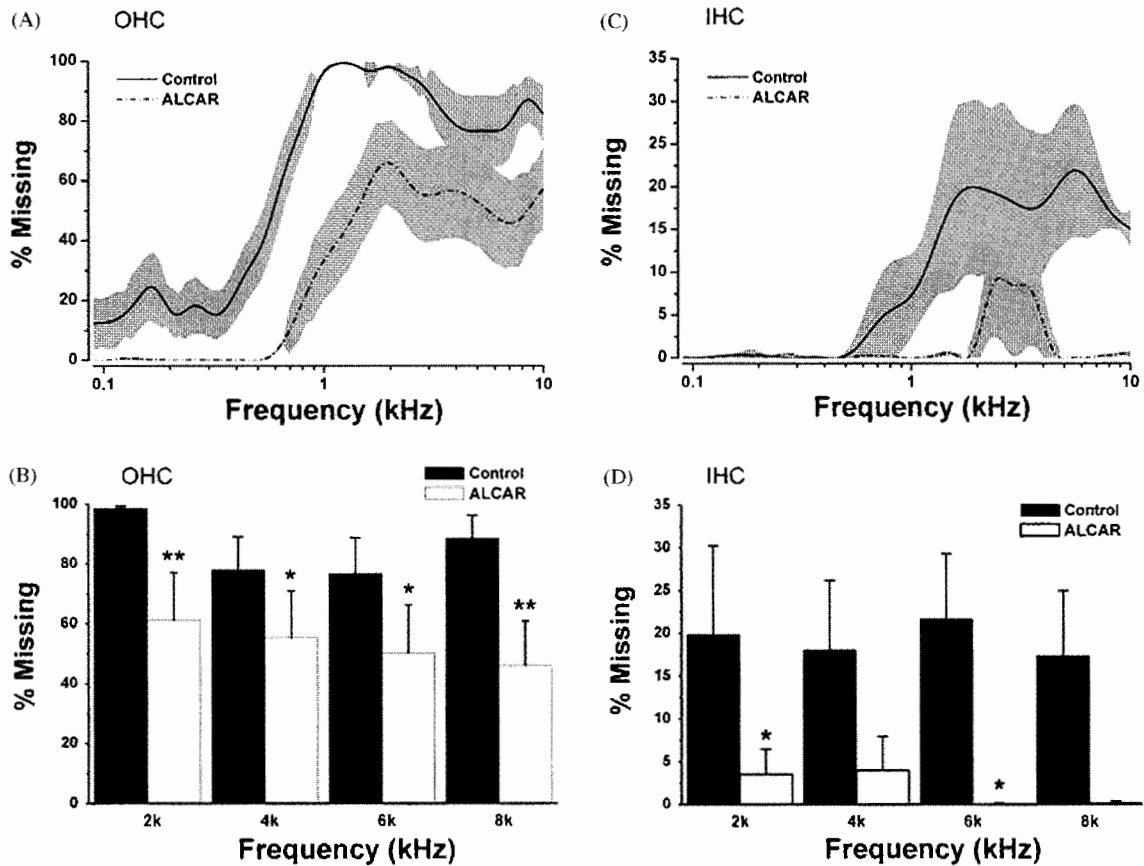 (A) OHC
100
80
60
40
20
0
% Missing
Control
ALCAR
0.1 1 10
Frequency (kHz)
(C) IHC
35
30
25
20
15
10
5
0
% Missing
Control
ALCAR
0.1 1 10
Frequency (kHz)
(B) OHC
Control
ALCAR
100
80
60
40
20
0
% Missing
** * * **
2k 4k 6k 8k
Frequency (kHz)
(D) IHC
Control
ALCAR
35
30
25
20
15
10
5
0
% Missing
* *
2k 4k 6k 8k
Frequency (kHz)